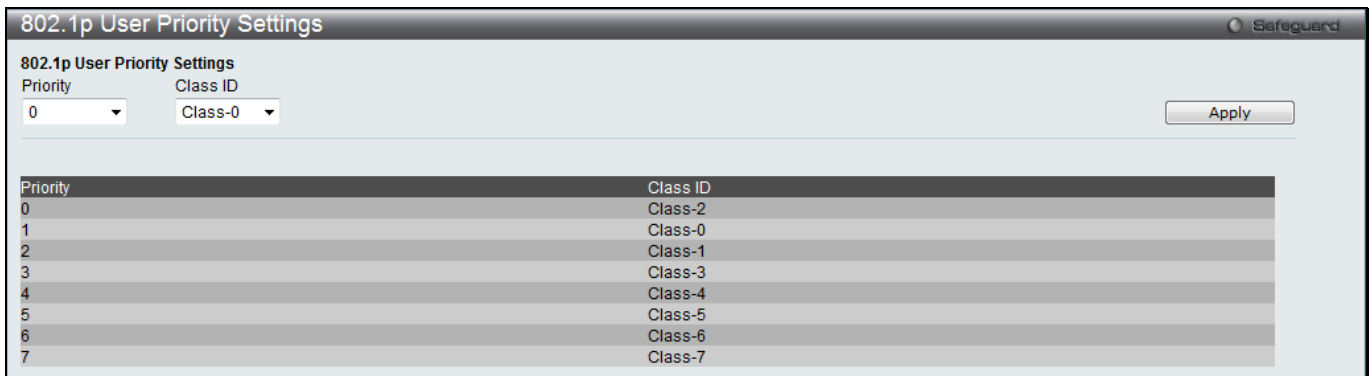 802.1p User Priority Settings
Safeguard
802.1p User Priority Settings
Priority Class ID
0 Class-0 Apply
Priority Class ID
0 Class-2
1 Class-0
2 Class-1
3 Class-3
4 Class-4
5 Class-5
6 Class-6
7 Class-7